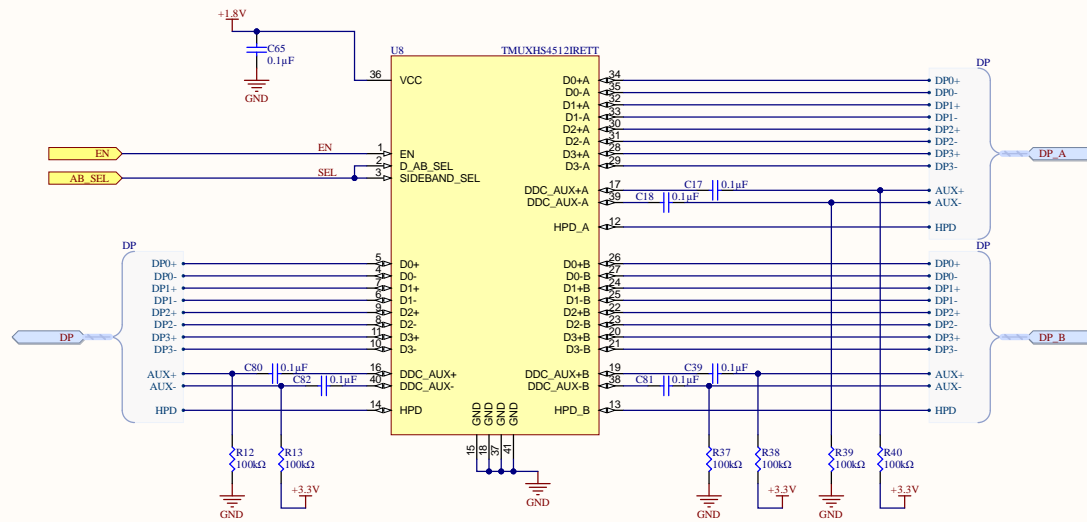 +1.8V
C65
0.1µF
GND
U8
TMUXHS4512IRETT
36
VCC
1
EN
2
D_AB_SEL
3
SIDEBAND_SEL
EN
EN
AB_SEL
SEL
D0+A
34
D0-A
35
D1+A
32
D1-A
33
D2+A
30
D2-A
31
D3+A
28
D3-A
29
DDC_AUX+A
17
DDC_AUX-A
39
HPD_A
12
C17
0.1µF
C18
0.1µF
DP
DP0+
DP0-
DP1+
DP1-
DP2+
DP2-
DP3+
DP3-
AUX+
AUX-
HPD
DP_A
DP
DP0+
DP0-
DP1+
DP1-
DP2+
DP2-
DP3+
DP3-
AUX+
AUX-
HPD
DP
5
D0+
4
D0-
7
D1+
6
D1-
9
D2+
8
D2-
11
D3+
10
D3-
16
DDC_AUX+
40
DDC_AUX-
14
HPD
C80
0.1µF
C82
0.1µF
D0+B
26
D0-B
27
D1+B
24
D1-B
25
D2+B
22
D2-B
23
D3+B
20
D3-B
21
DDC_AUX+B
19
DDC_AUX-B
38
HPD_B
13
C39
0.1µF
C81
0.1µF
DP
DP0+
DP0-
DP1+
DP1-
DP2+
DP2-
DP3+
DP3-
AUX+
AUX-
HPD
DP_B
GND
GND
GND
GND
15
18
37
41
GND
R12
100kΩ
R13
100kΩ
GND
+3.3V
R37
100kΩ
R38
100kΩ
R39
100kΩ
R40
100kΩ
GND
+3.3V
GND
+3.3V